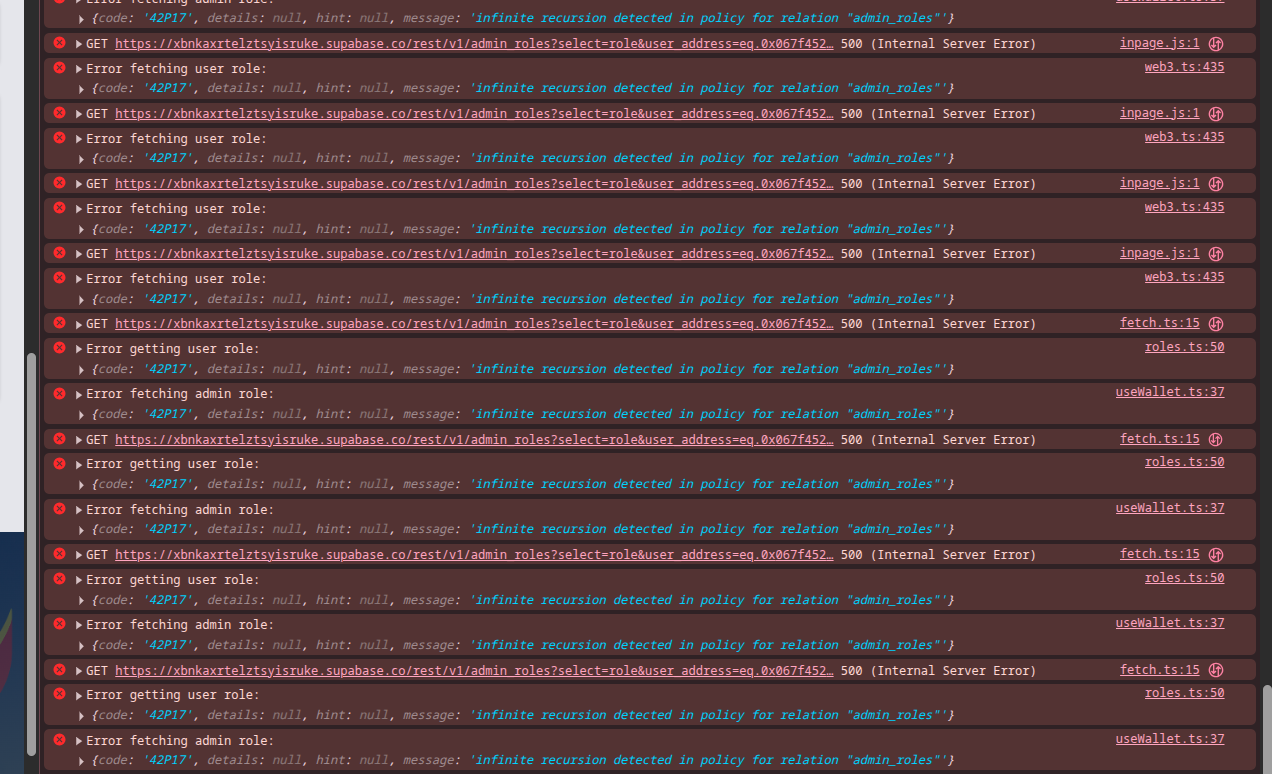 Error fetching admin role: useWallet.ts:37
{code: '42P17', details: null, hint: null, message: 'infinite recursion detected in policy for relation "admin_roles"'}
GET https://xbnkaxrtelztsyisruke.supabase.co/rest/v1/admin_roles?select=role&user_address=eq.0x067f452… 500 (Internal Server Error) inpage.js:1
Error fetching user role: web3.ts:435
{code: '42P17', details: null, hint: null, message: 'infinite recursion detected in policy for relation "admin_roles"'}
GET https://xbnkaxrtelztsyisruke.supabase.co/rest/v1/admin_roles?select=role&user_address=eq.0x067f452… 500 (Internal Server Error) inpage.js:1
Error fetching user role: web3.ts:435
{code: '42P17', details: null, hint: null, message: 'infinite recursion detected in policy for relation "admin_roles"'}
GET https://xbnkaxrtelztsyisruke.supabase.co/rest/v1/admin_roles?select=role&user_address=eq.0x067f452… 500 (Internal Server Error) inpage.js:1
Error fetching user role: web3.ts:435
{code: '42P17', details: null, hint: null, message: 'infinite recursion detected in policy for relation "admin_roles"'}
GET https://xbnkaxrtelztsyisruke.supabase.co/rest/v1/admin_roles?select=role&user_address=eq.0x067f452… 500 (Internal Server Error) inpage.js:1
Error fetching user role: web3.ts:435
{code: '42P17', details: null, hint: null, message: 'infinite recursion detected in policy for relation "admin_roles"'}
GET https://xbnkaxrtelztsyisruke.supabase.co/rest/v1/admin_roles?select=role&user_address=eq.0x067f452… 500 (Internal Server Error) fetch.ts:15
Error getting user role: roles.ts:50
{code: '42P17', details: null, hint: null, message: 'infinite recursion detected in policy for relation "admin_roles"'}
Error fetching admin role: useWallet.ts:37
{code: '42P17', details: null, hint: null, message: 'infinite recursion detected in policy for relation "admin_roles"'}
GET https://xbnkaxrtelztsyisruke.supabase.co/rest/v1/admin_roles?select=role&user_address=eq.0x067f452… 500 (Internal Server Error) fetch.ts:15
Error getting user role: roles.ts:50
{code: '42P17', details: null, hint: null, message: 'infinite recursion detected in policy for relation "admin_roles"'}
Error fetching admin role: useWallet.ts:37
{code: '42P17', details: null, hint: null, message: 'infinite recursion detected in policy for relation "admin_roles"'}
GET https://xbnkaxrtelztsyisruke.supabase.co/rest/v1/admin_roles?select=role&user_address=eq.0x067f452… 500 (Internal Server Error) fetch.ts:15
Error getting user role: roles.ts:50
{code: '42P17', details: null, hint: null, message: 'infinite recursion detected in policy for relation "admin_roles"'}
Error fetching admin role: useWallet.ts:37
{code: '42P17', details: null, hint: null, message: 'infinite recursion detected in policy for relation "admin_roles"'}
GET https://xbnkaxrtelztsyisruke.supabase.co/rest/v1/admin_roles?select=role&user_address=eq.0x067f452… 500 (Internal Server Error) fetch.ts:15
Error getting user role: roles.ts:50
{code: '42P17', details: null, hint: null, message: 'infinite recursion detected in policy for relation "admin_roles"'}
Error fetching admin role: useWallet.ts:37
{code: '42P17', details: null, hint: null, message: 'infinite recursion detected in policy for relation "admin_roles"'}